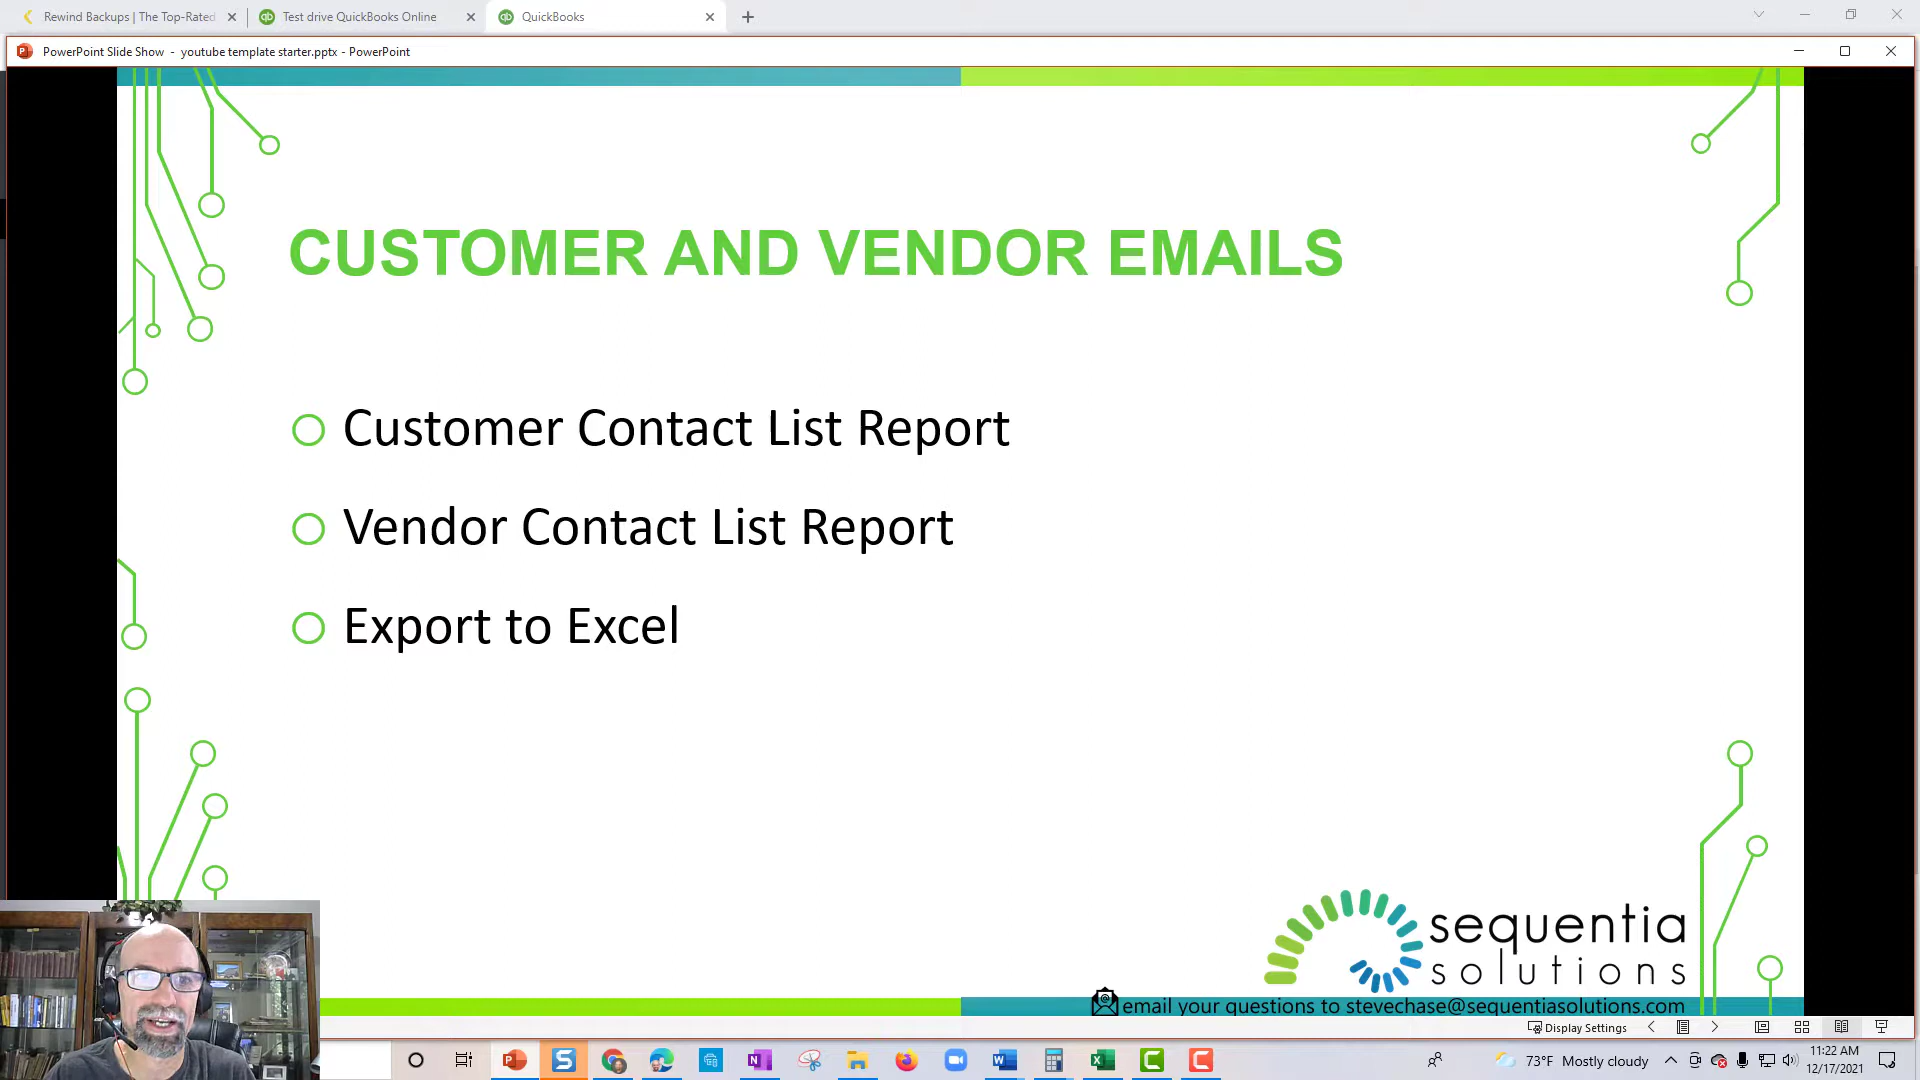 Rewind Backups | The Top-Rated
Test drive QuickBooks Online
QuickBooks
PowerPoint Slide Show - youtube template starter.pptx - PowerPoint
CUSTOMER AND VENDOR EMAILS
Customer Contact List Report
Vendor Contact List Report
Export to Excel
sequentia
solutions
email your questions to stevechase@sequentiasolutions.com
Display Settings
73°F Mostly cloudy
11:22 AM
12/17/2021